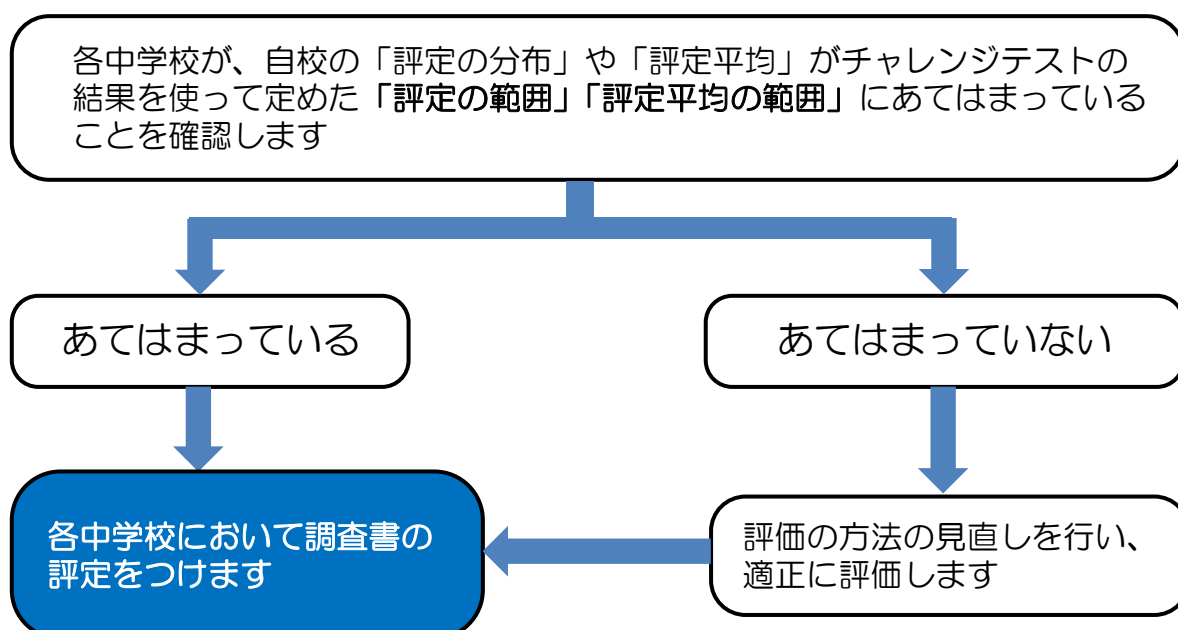 各中学校が、自校の「評定の分布」や「評定平均」がチャレンジテストの
結果を使って定めた「評定の範囲」「評定平均の範囲」にあてはまっている
ことを確認します
あてはまっている
あてはまっていない
各中学校において調査書の
評定をつけます
評価の方法の見直しを行い、
適正に評価します